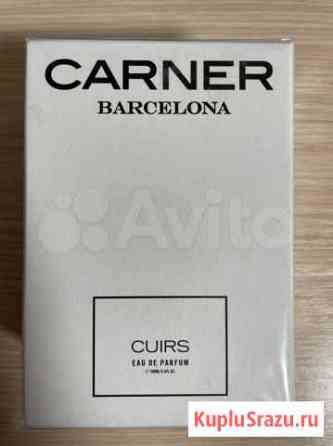 CARNER
BARCELONA
Avito
CUIRS
EAU DE PARFUM
KupluSrazu.ru